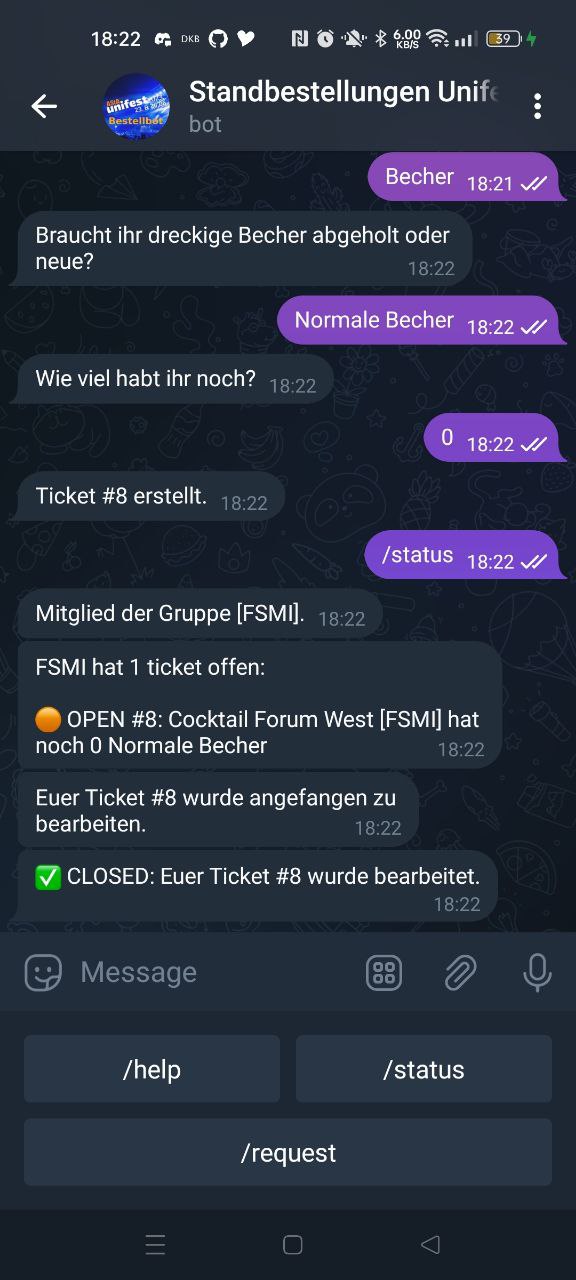 18:22 DKB 6.00 KB/S 39
Standbestellungen Unife
bot
unifest
Bestellbot
Becher 18:21
Braucht ihr dreckige Becher abgeholt oder
neue? 18:22
Normale Becher 18:22
Wie viel habt ihr noch? 18:22
0 18:22
Ticket #8 erstellt. 18:22
/status 18:22
Mitglied der Gruppe [FSMI]. 18:22
FSMI hat 1 ticket offen:
OPEN #8: Cocktail Forum West [FSMI] hat
noch 0 Normale Becher 18:22
Euer Ticket #8 wurde angefangen zu
bearbeiten. 18:22
CLOSED: Euer Ticket #8 wurde bearbeitet.
18:22
Message
/help /status
/request